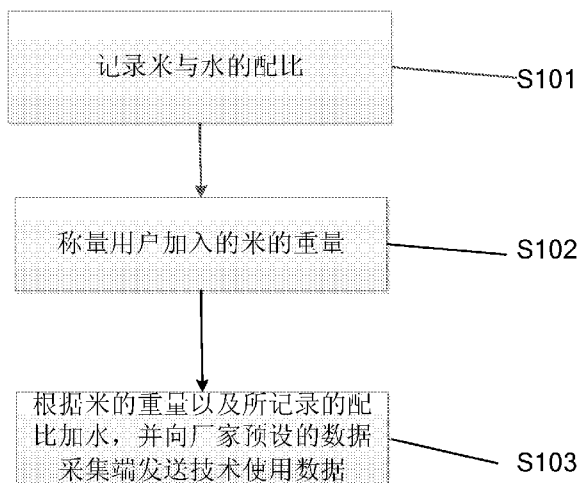 记录米与水的配比
S101
称量用户加入的米的重量
S102
根据米的重量以及所记录的配
比加水，并向厂家预设的数据
采集端发送技术使用数据
S103